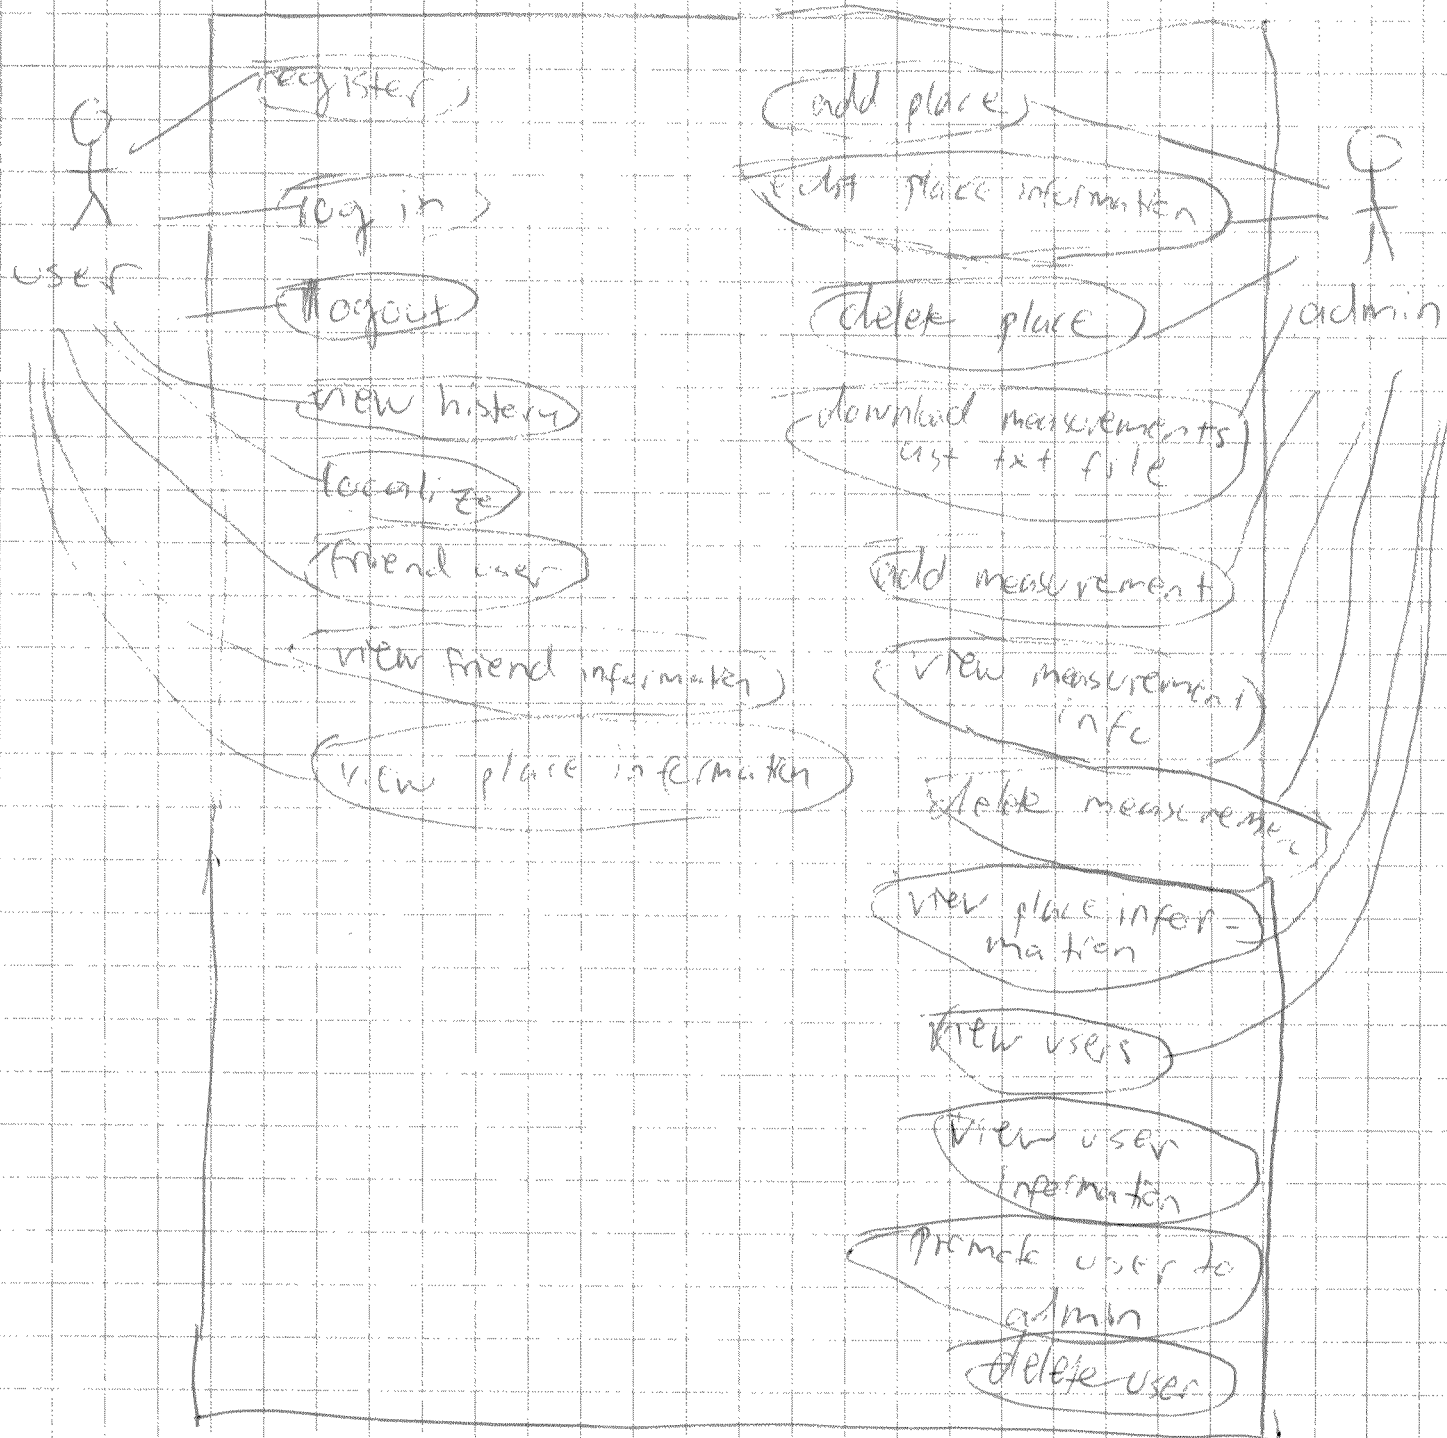 register
log in
user
logout
view history
localize
friend user
view friend information
view place information
add place
edit place information
delete place
admin
download measurements
ast txt file
add measurement
view measurement
info
delete measurement
view place infor-
mation
view users
view user
information
promote user to
admin
delete user